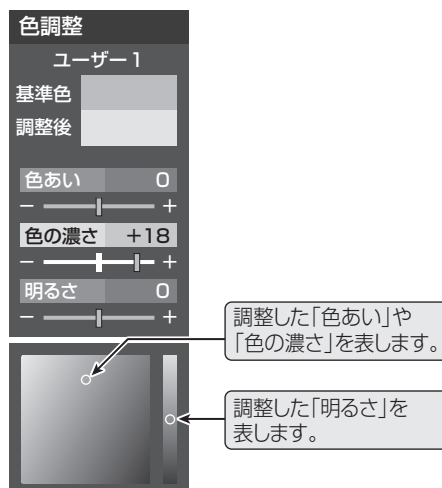 色調整
ユーザー1
基準色
調整後
色あい 0
− +
色の濃さ +18
− +
明るさ 0
− +
調整した「色あい」や
「色の濃さ」を表します。
調整した「明るさ」を
表します。